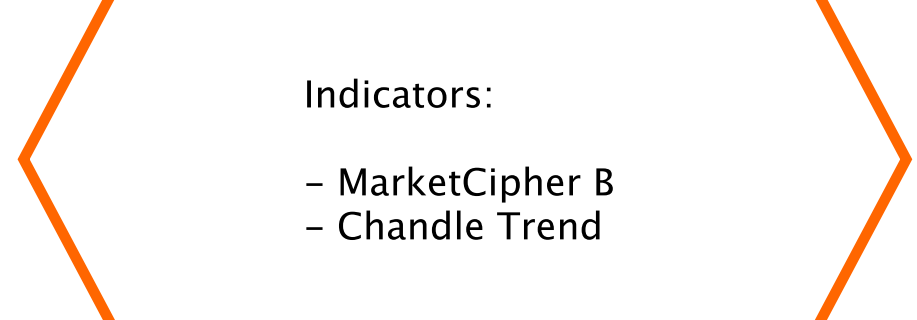 Indicators:
- MarketCipher B
- Chandle Trend